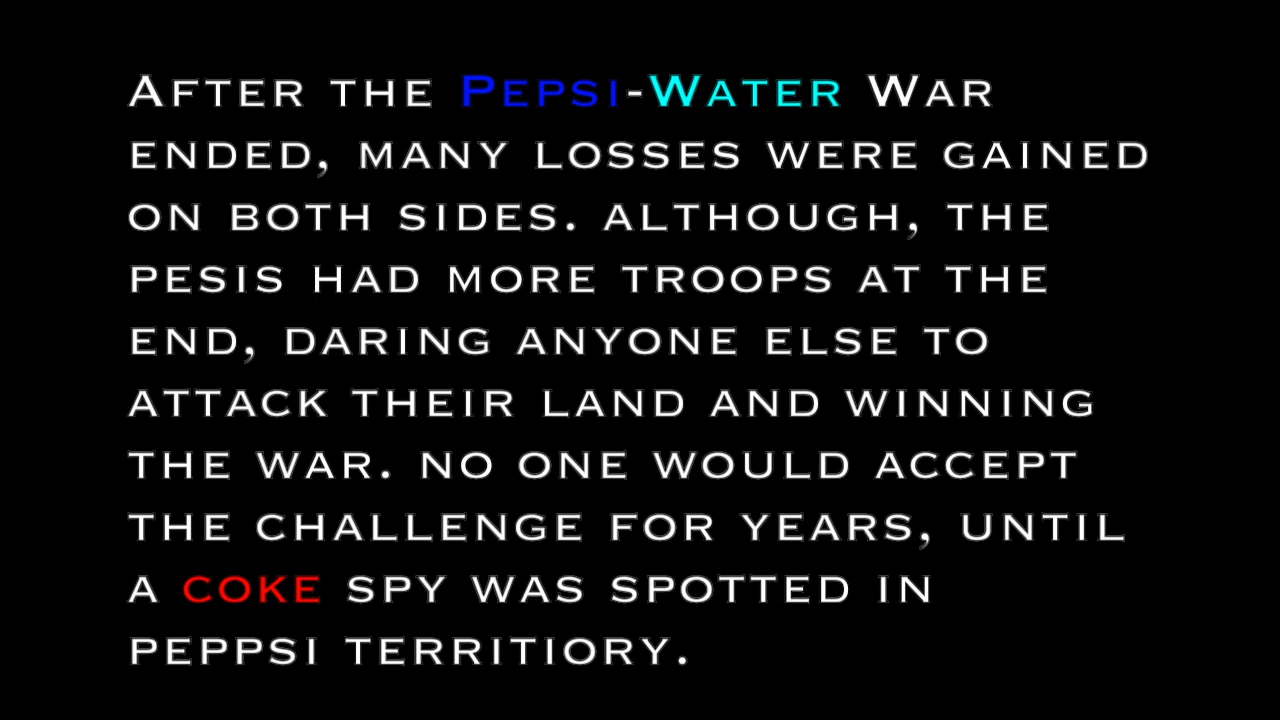 After the Pepsi-Water War
ended, many losses were gained
on both sides. although, the
pesis had more troops at the
end, daring anyone else to
attack their land and winning
the war. no one would accept
the challenge for years, until
a coke spy was spotted in
peppsi territiory.